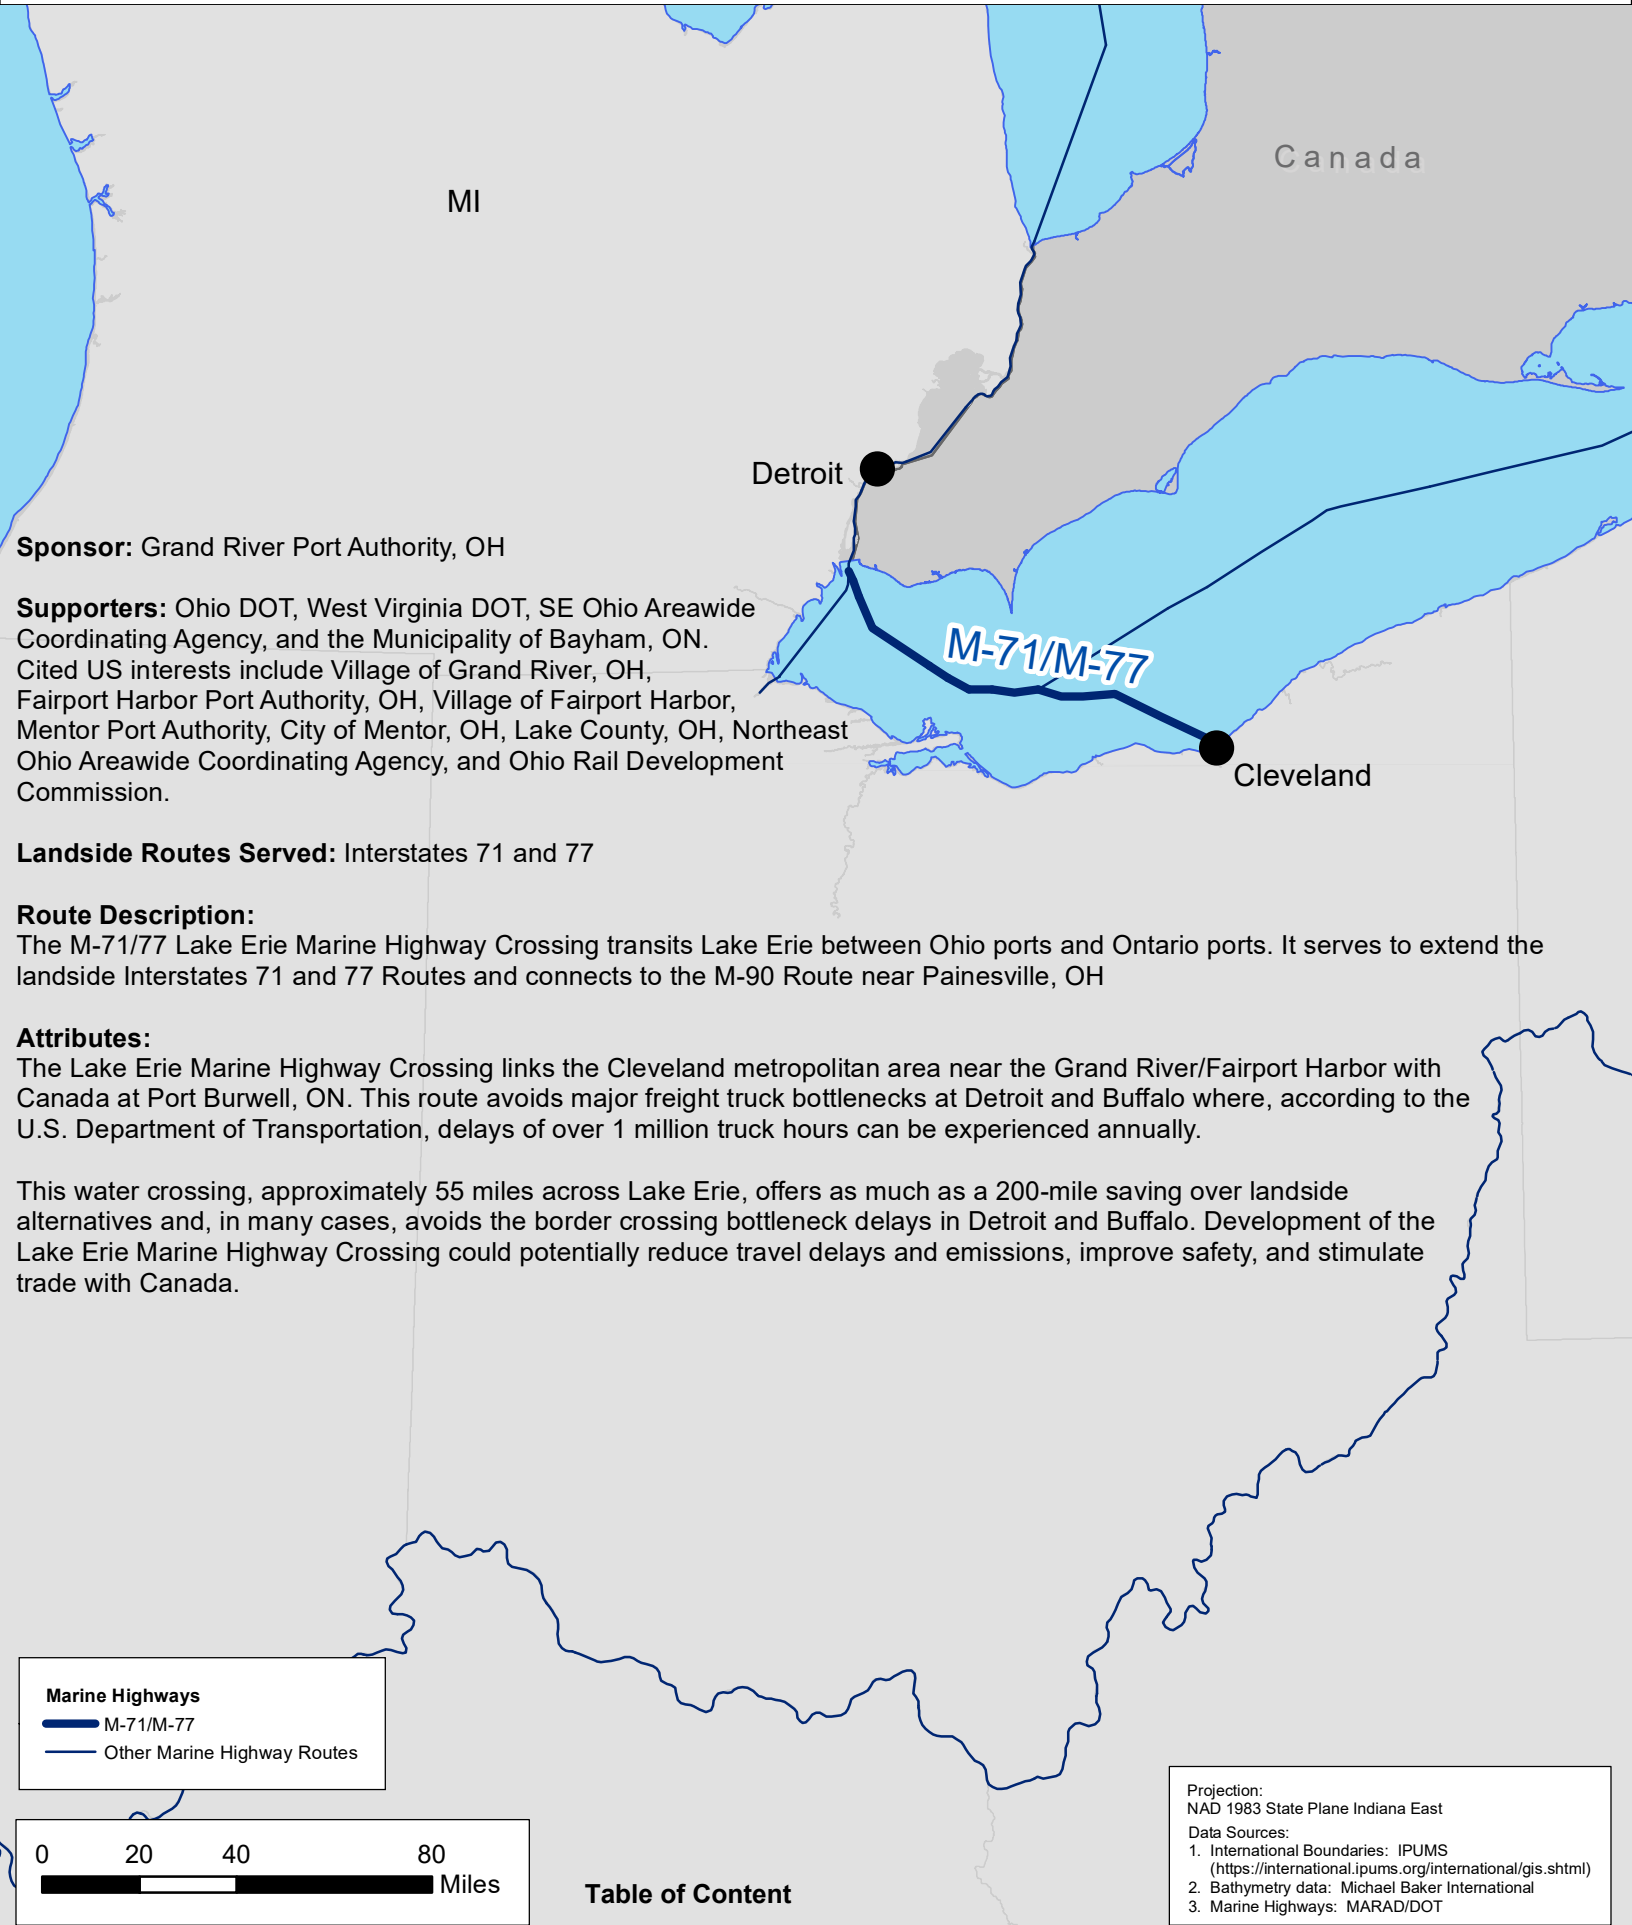 Canada
MI
Detroit
Sponsor: Grand River Port Authority, OH
Supporters: Ohio DOT, West Virginia DOT, SE Ohio Areawide
Coordinating Agency, and the Municipality of Bayham, ON.
Cited US interests include Village of Grand River, OH,
Fairport Harbor Port Authority, OH, Village of Fairport Harbor,
Mentor Port Authority, City of Mentor, OH, Lake County, OH, Northeast
Ohio Areawide Coordinating Agency, and Ohio Rail Development
Commission.
M-71/M-77
Cleveland
Landside Routes Served: Interstates 71 and 77
Route Description:
The M-71/77 Lake Erie Marine Highway Crossing transits Lake Erie between Ohio ports and Ontario ports. It serves to extend the
landside Interstates 71 and 77 Routes and connects to the M-90 Route near Painesville, OH
Attributes:
The Lake Erie Marine Highway Crossing links the Cleveland metropolitan area near the Grand River/Fairport Harbor with
Canada at Port Burwell, ON. This route avoids major freight truck bottlenecks at Detroit and Buffalo where, according to the
U.S. Department of Transportation, delays of over 1 million truck hours can be experienced annually.
This water crossing, approximately 55 miles across Lake Erie, offers as much as a 200-mile saving over landside
alternatives and, in many cases, avoids the border crossing bottleneck delays in Detroit and Buffalo. Development of the
Lake Erie Marine Highway Crossing could potentially reduce travel delays and emissions, improve safety, and stimulate
trade with Canada.
Marine Highways
M-71/M-77
Other Marine Highway Routes
0 20 40 80
Miles
Table of Content
Projection:
NAD 1983 State Plane Indiana East
Data Sources:
1. International Boundaries: IPUMS
(https://international.ipums.org/international/gis.shtml)
2. Bathymetry data: Michael Baker International
3. Marine Highways: MARAD/DOT